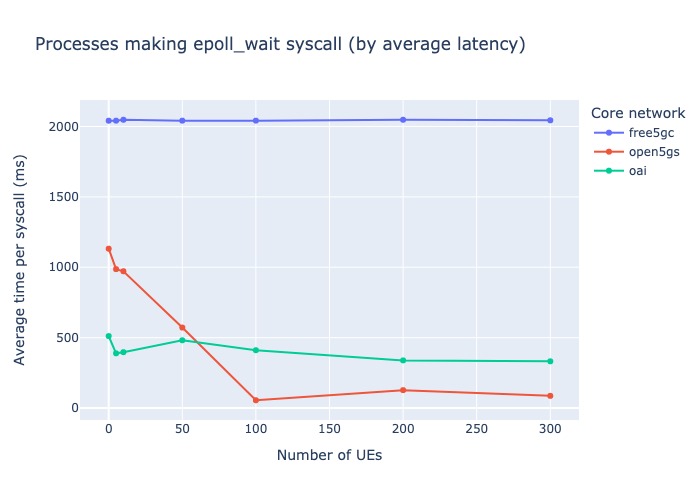 Processes making epoll_wait syscall (by average latency)
Core network
free5gc
open5gs
oai
Average time per syscall (ms)
2000
1500
1000
500
0
0 50 100 150 200 250 300
Number of UEs